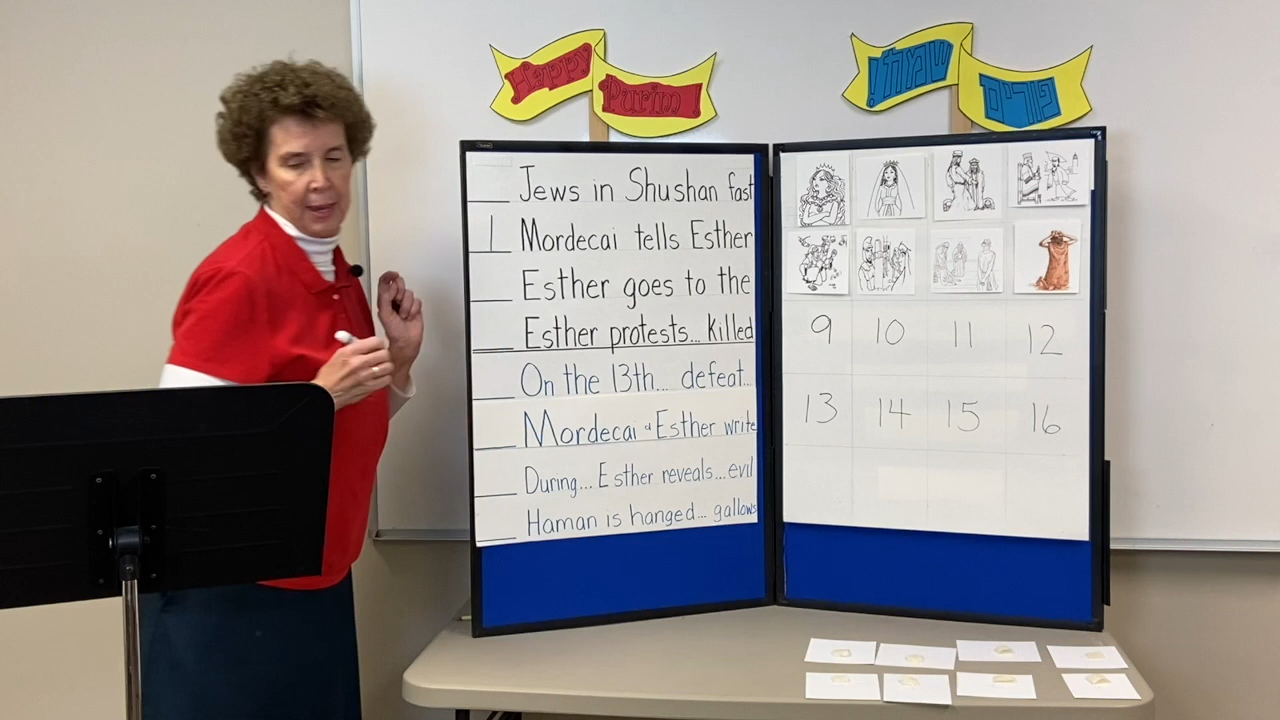 Happy
Purim!
שמח!
פורים
Jews in Shushan fast
1 Mordecai tells Esther
Esther goes to the
Esther protests... killed
On the 13th... defeat...
Mordecai & Esther write
During... Esther reveals... evil
Haman is hanged... gallows
9 10 11 12
13 14 15 16